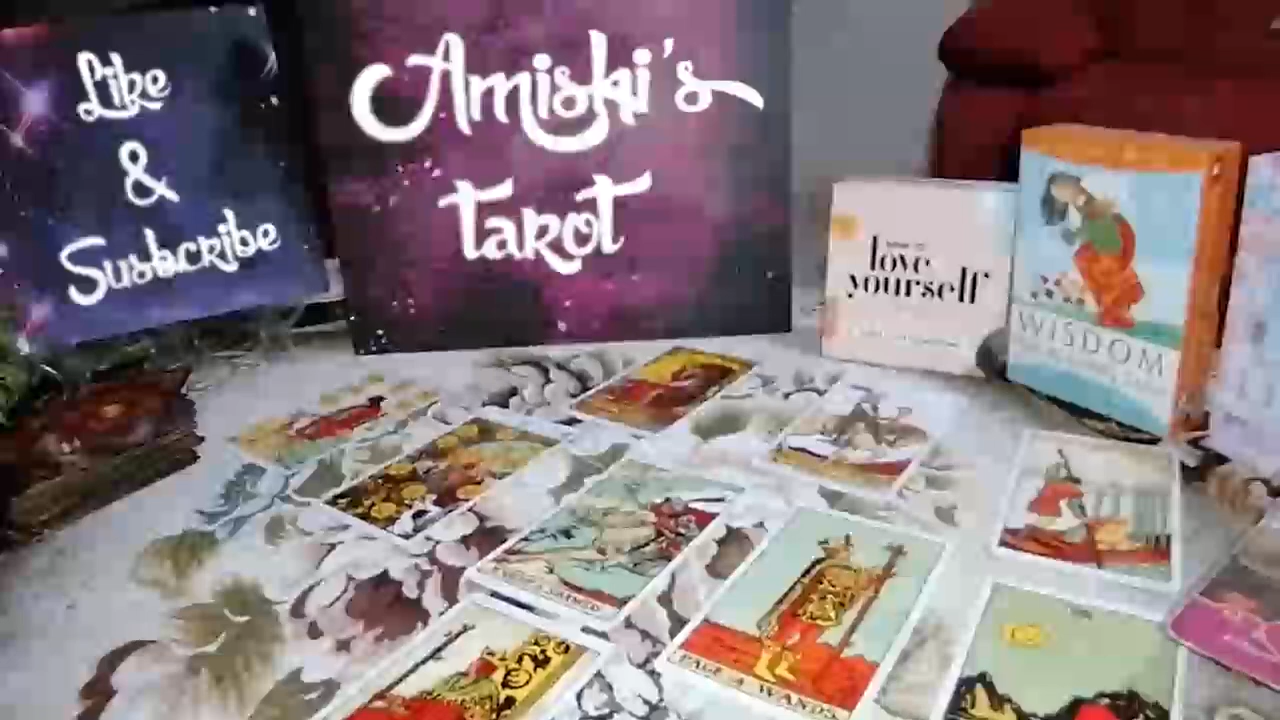 Like
&
Subscribe
Amiski's
Tarot
love
yourself
WISDOM
PAGE of WANDS